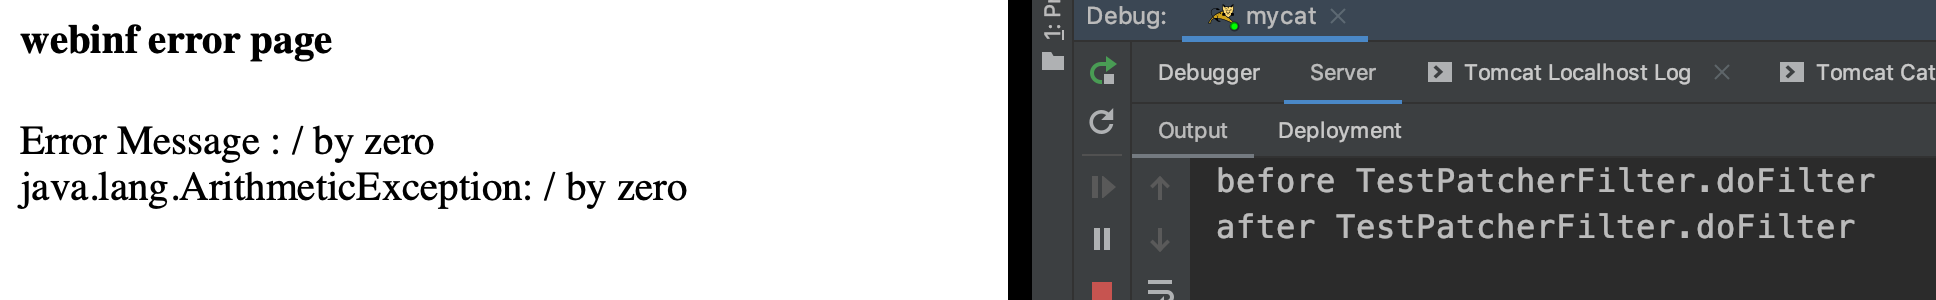 webinf error page
Error Message : / by zero
java.lang.ArithmeticException: / by zero
1: Pr
Debug:
mycat
Debugger
Server
Tomcat Localhost Log
Tomcat Cat
Output
Deployment
before TestPatcherFilter.doFilter
after TestPatcherFilter.doFilter